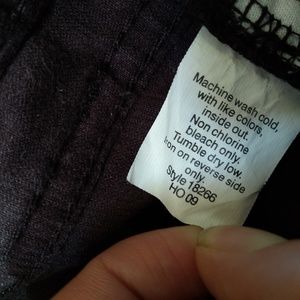 Machine wash cold,
with like colors,
inside out.
Non chlorine
bleach only.
Tumble dry low.
Iron on reverse side
only.
Style 18266
HO 09